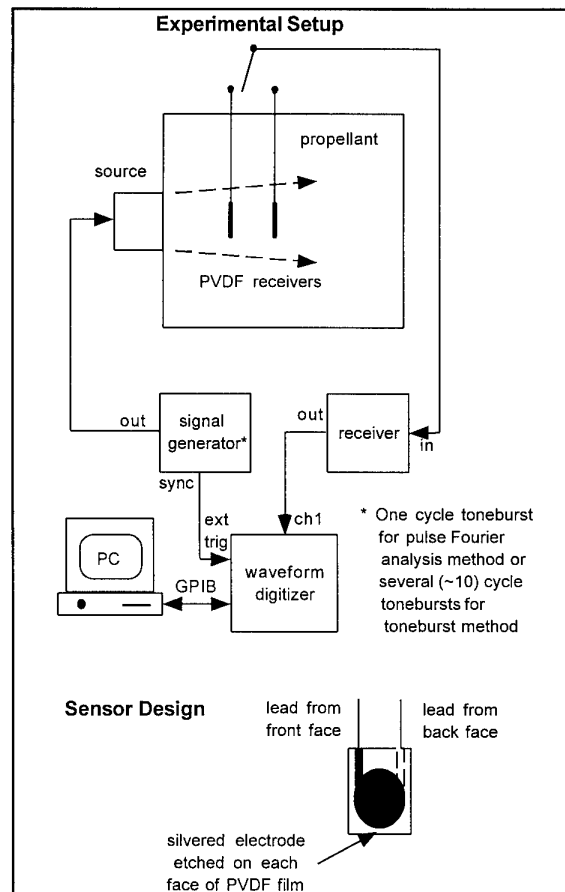 Experimental Setup
propellant
source
PVDF receivers
out
signal
generator*
sync
out
receiver
in
ext
trig
ch1
PC
GPIB
waveform
digitizer
* One cycle toneburst
for pulse Fourier
analysis method or
several (~10) cycle
tonebursts for
toneburst method
Sensor Design
lead from
front face
lead from
back face
silvered electrode
etched on each
face of PVDF film